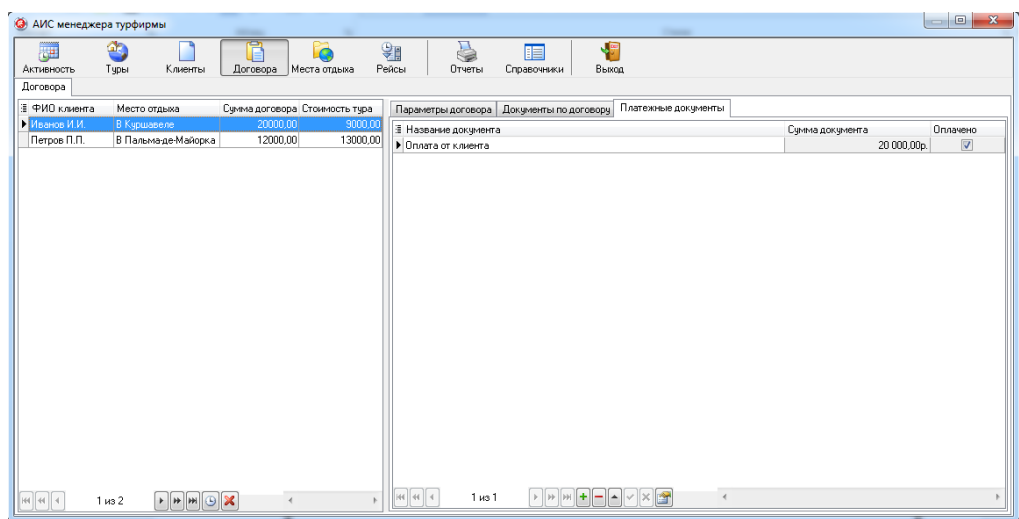 АИС менеджера турфирмы
Активность Туры Клиенты Договора Места отдыха Рейсы Отчеты Справочники Выход
Договора
ФИО клиента Место отдыха Сумма договора Стоимость тура
Иванов И.И. В Куршавеле 20000,00 9000,00
Петров П.П. В Пальма-де-Майорка 12000,00 13000,00
1 из 2
Параметры договора Документы по договору Платежные документы
Название документа Сумма документа Оплачено
Оплата от клиента 20 000,00р.
1 из 1